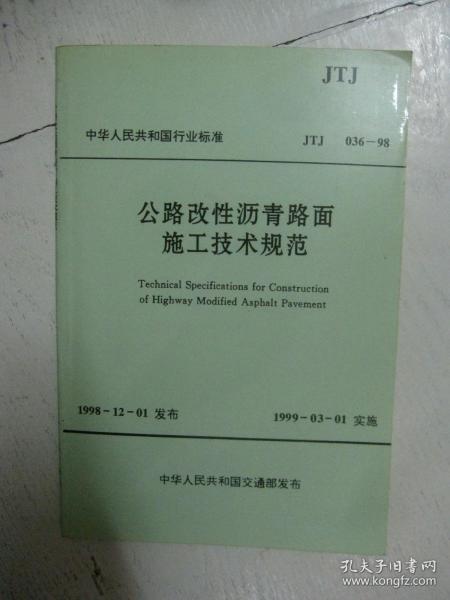 JTJ
中华人民共和国行业标准 JTJ 036-98
公路改性沥青路面
施工技术规范
Technical Specifications for Construction
of Highway Modified Asphalt Pavement
1998-12-01 发布 1999-03-01 实施
中华人民共和国交通部发布
孔夫子旧书网
www.kongfz.com